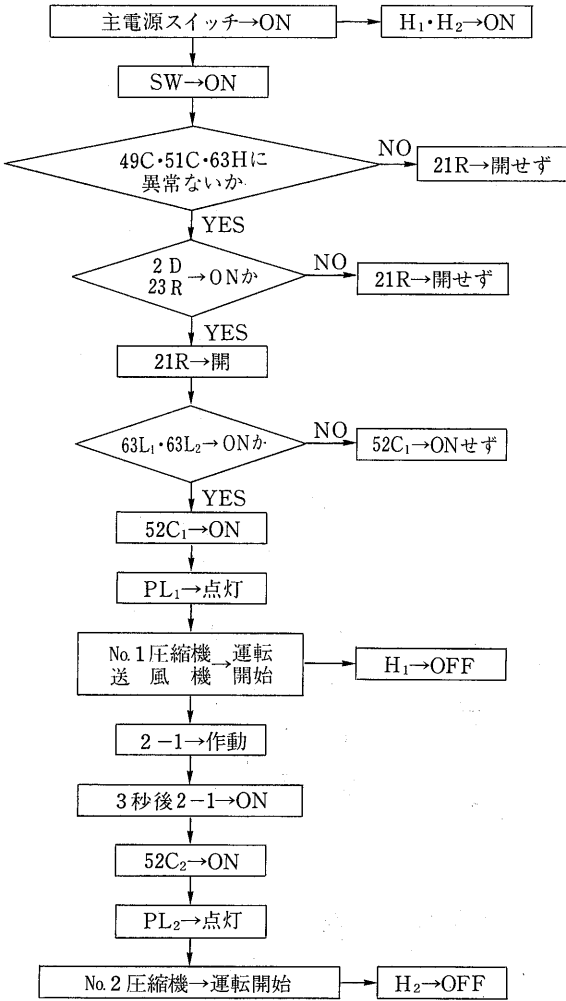 主電源スイッチ→ON
H₁・H₂→ON
SW→ON
49C・51C・63Hに
異常ないか
NO
21R→開せず
YES
2D
23R
→ONか
NO
21R→開せず
YES
21R→開
63L₁・63L₂→ONか
NO
52C₁→ONせず
YES
52C₁→ON
PL₁→点灯
No.1圧縮機→運転
送風機 開始
H₁→OFF
2-1→作動
3秒後2-1→ON
52C₂→ON
PL₂→点灯
No.2圧縮機→運転開始
H₂→OFF